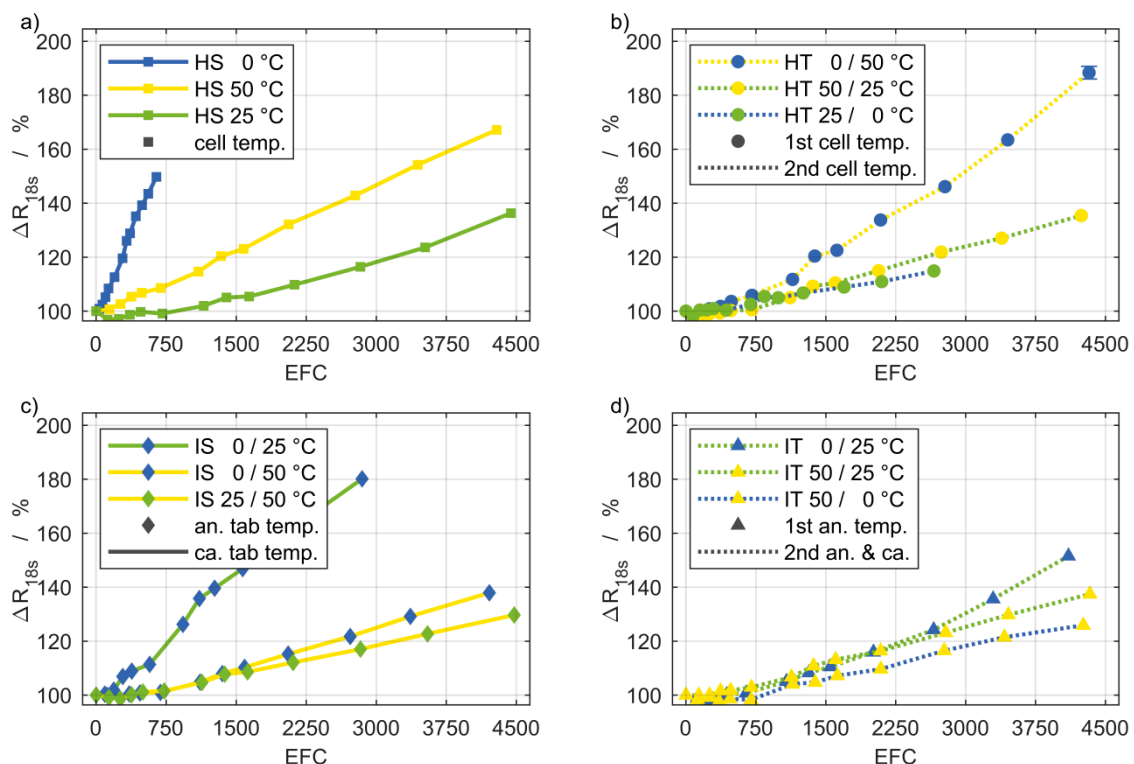 a)
200
180
160
140
120
100
ΔR18s / %
HS 0 °C
HS 50 °C
HS 25 °C
cell temp.
0 750 1500 2250 3000 3750 4500
EFC
b)
200
180
160
140
120
100
ΔR18s / %
HT 0 / 50 °C
HT 50 / 25 °C
HT 25 / 0 °C
1st cell temp.
2nd cell temp.
0 750 1500 2250 3000 3750 4500
EFC
c)
200
180
160
140
120
100
ΔR18s / %
IS 0 / 25 °C
IS 0 / 50 °C
IS 25 / 50 °C
an. tab temp.
ca. tab temp.
0 750 1500 2250 3000 3750 4500
EFC
d)
200
180
160
140
120
100
ΔR18s / %
IT 0 / 25 °C
IT 50 / 25 °C
IT 50 / 0 °C
1st an. temp.
2nd an. & ca.
0 750 1500 2250 3000 3750 4500
EFC